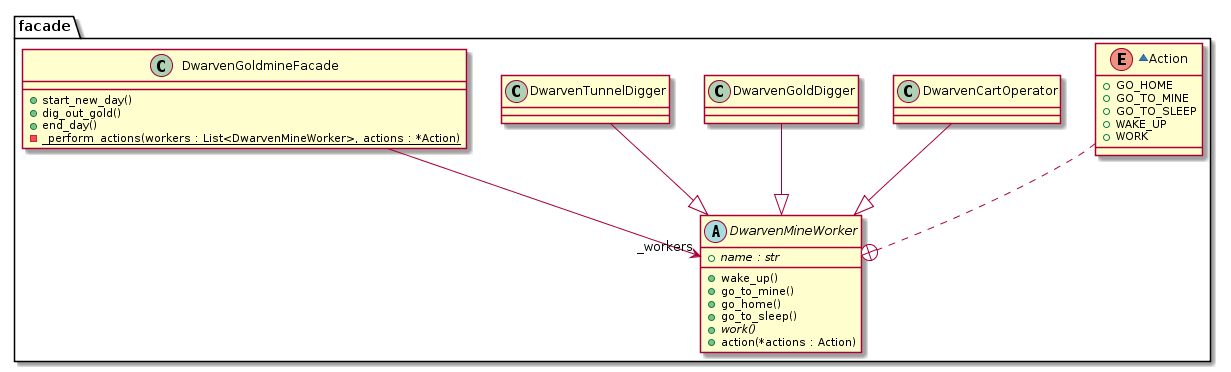 facade
C DwarvenGoldmineFacade
start_new_day()
dig_out_gold()
end_day()
_perform_actions(workers : List<DwarvenMineWorker>, actions : *Action)
C DwarvenTunnelDigger
C DwarvenGoldDigger
C DwarvenCartOperator
E Action
GO_HOME
GO_TO_MINE
GO_TO_SLEEP
WAKE_UP
WORK
_workers
A DwarvenMineWorker
name : str
wake_up()
go_to_mine()
go_home()
go_to_sleep()
work()
action(*actions : Action)